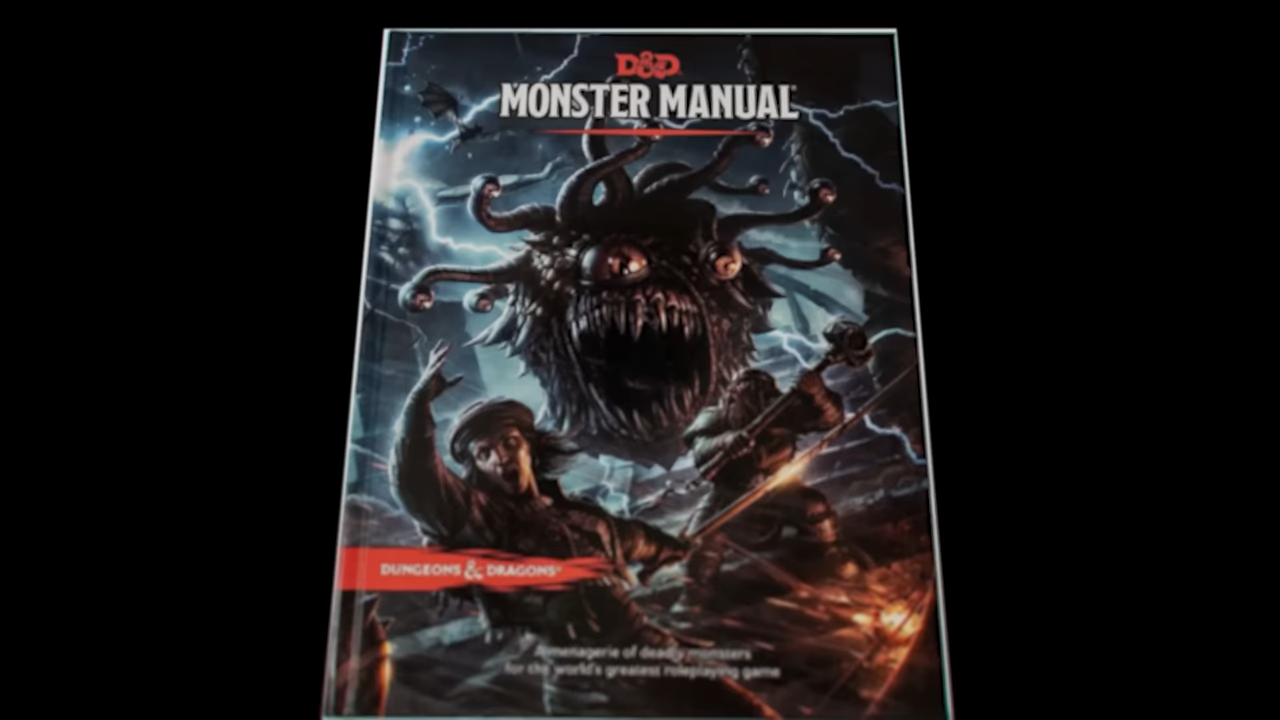 D&D
MONSTER MANUAL®
DUNGEONS & DRAGONS®
A menagerie of deadly monsters
for the world's greatest roleplaying game